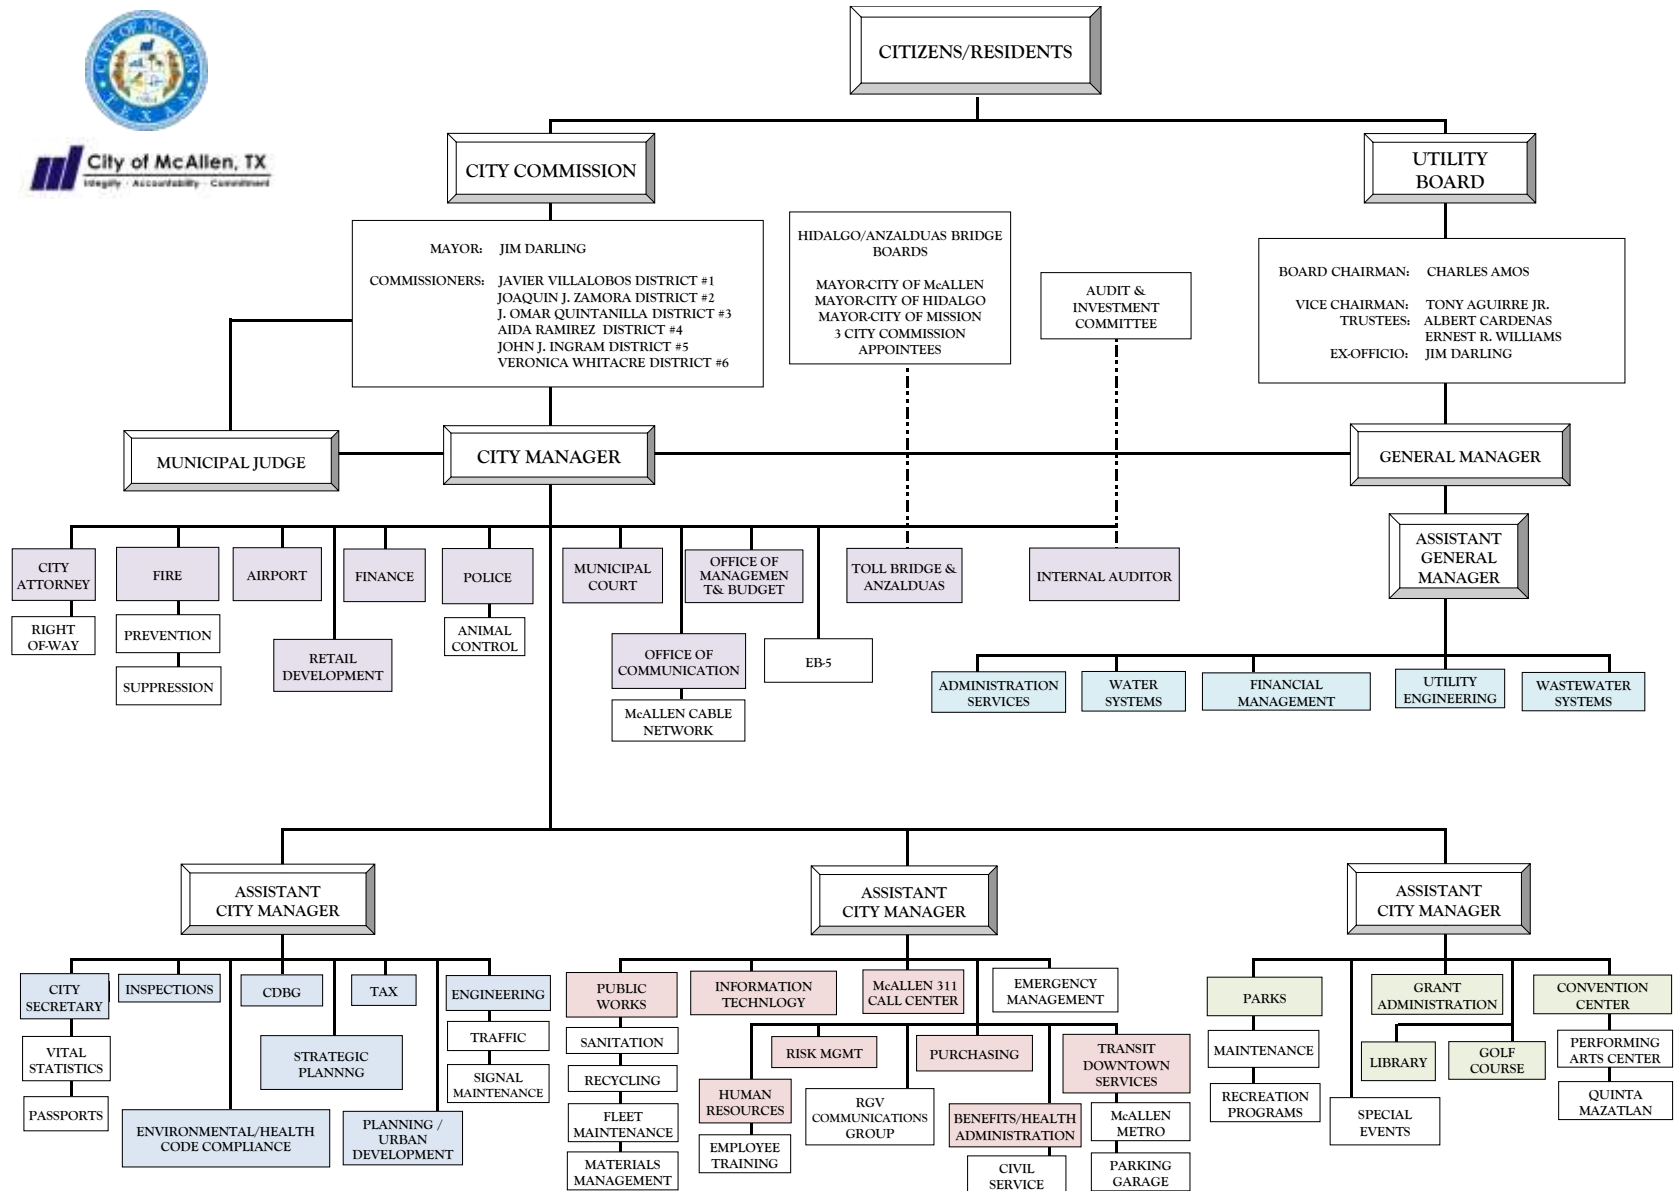 CITY OF McALLEN
TEXAS
City of McAllen, TX
Integrity · Accountability · Commitment
CITIZENS/RESIDENTS
CITY COMMISSION
UTILITY
BOARD
MAYOR: JIM DARLING
COMMISSIONERS: JAVIER VILLALOBOS DISTRICT #1
JOAQUIN J. ZAMORA DISTRICT #2
J. OMAR QUINTANILLA DISTRICT #3
AIDA RAMIREZ DISTRICT #4
JOHN J. INGRAM DISTRICT #5
VERONICA WHITACRE DISTRICT #6
HIDALGO/ANZALDUAS BRIDGE
BOARDS
MAYOR-CITY OF McALLEN
MAYOR-CITY OF HIDALGO
MAYOR-CITY OF MISSION
3 CITY COMMISSION
APPOINTEES
AUDIT &
INVESTMENT
COMMITTEE
BOARD CHAIRMAN: CHARLES AMOS
VICE CHAIRMAN: TONY AGUIRRE JR.
TRUSTEES: ALBERT CARDENAS
ERNEST R. WILLIAMS
EX-OFFICIO: JIM DARLING
MUNICIPAL JUDGE
CITY MANAGER
GENERAL MANAGER
ASSISTANT
GENERAL
MANAGER
CITY
ATTORNEY
RIGHT
OF-WAY
FIRE
PREVENTION
SUPPRESSION
AIRPORT
RETAIL
DEVELOPMENT
FINANCE
POLICE
ANIMAL
CONTROL
MUNICIPAL
COURT
OFFICE OF
MANAGEMEN
T& BUDGET
OFFICE OF
COMMUNICATION
McALLEN CABLE
NETWORK
EB-5
TOLL BRIDGE &
ANZALDUAS
INTERNAL AUDITOR
ADMINISTRATION
SERVICES
WATER
SYSTEMS
FINANCIAL
MANAGEMENT
UTILITY
ENGINEERING
WASTEWATER
SYSTEMS
ASSISTANT
CITY MANAGER
CITY
SECRETARY
VITAL
STATISTICS
PASSPORTS
INSPECTIONS
ENVIRONMENTAL/HEALTH
CODE COMPLIANCE
CDBG
STRATEGIC
PLANNNG
TAX
PLANNING /
URBAN
DEVELOPMENT
ENGINEERING
TRAFFIC
SIGNAL
MAINTENANCE
ASSISTANT
CITY MANAGER
PUBLIC
WORKS
SANITATION
RECYCLING
FLEET
MAINTENANCE
MATERIALS
MANAGEMENT
INFORMATION
TECHNLOGY
McALLEN 311
CALL CENTER
EMERGENCY
MANAGEMENT
HUMAN
RESOURCES
EMPLOYEE
TRAINING
RISK MGMT
RGV
COMMUNICATIONS
GROUP
PURCHASING
BENEFITS/HEALTH
ADMINISTRATION
CIVIL
SERVICE
TRANSIT
DOWNTOWN
SERVICES
McALLEN
METRO
PARKING
GARAGE
ASSISTANT
CITY MANAGER
PARKS
MAINTENANCE
RECREATION
PROGRAMS
SPECIAL
EVENTS
GRANT
ADMINISTRATION
LIBRARY
GOLF
COURSE
CONVENTION
CENTER
PERFORMING
ARTS CENTER
QUINTA
MAZATLAN